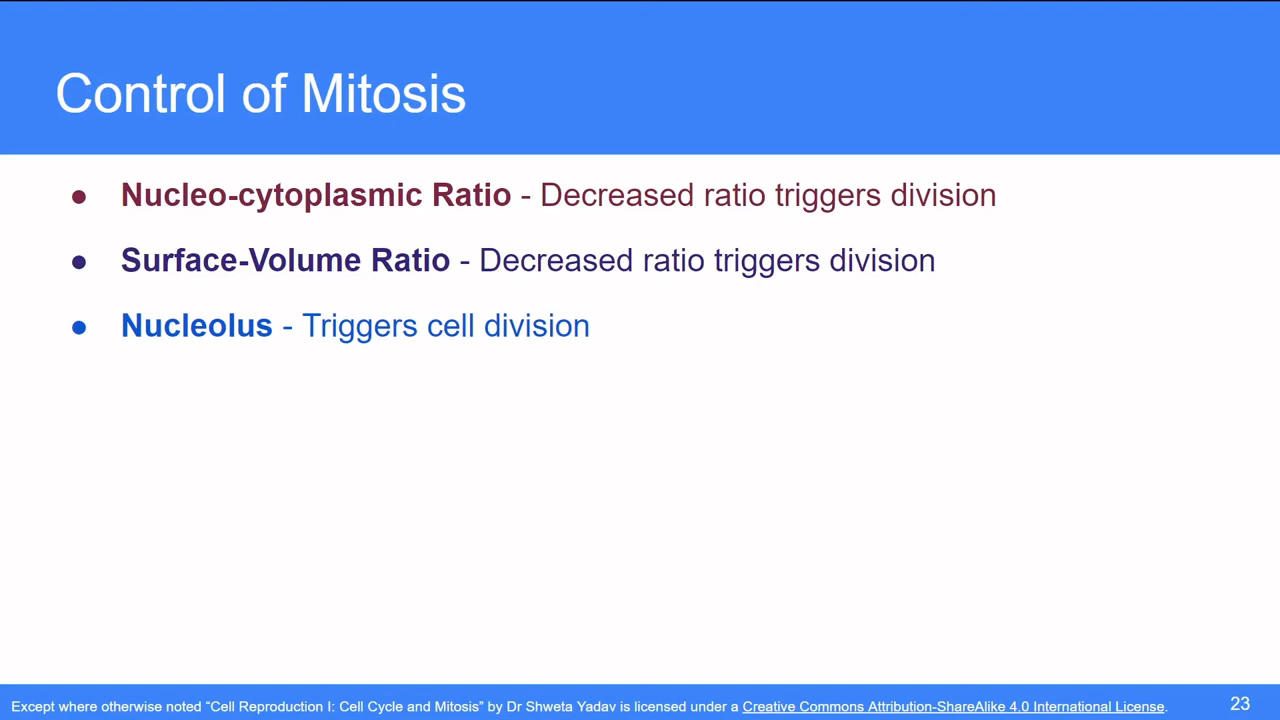 Control of Mitosis
● Nucleo-cytoplasmic Ratio - Decreased ratio triggers division
● Surface-Volume Ratio - Decreased ratio triggers division
● Nucleolus - Triggers cell division
Except where otherwise noted “Cell Reproduction I: Cell Cycle and Mitosis” by Dr Shweta Yadav is licensed under a Creative Commons Attribution-ShareAlike 4.0 International License.
23